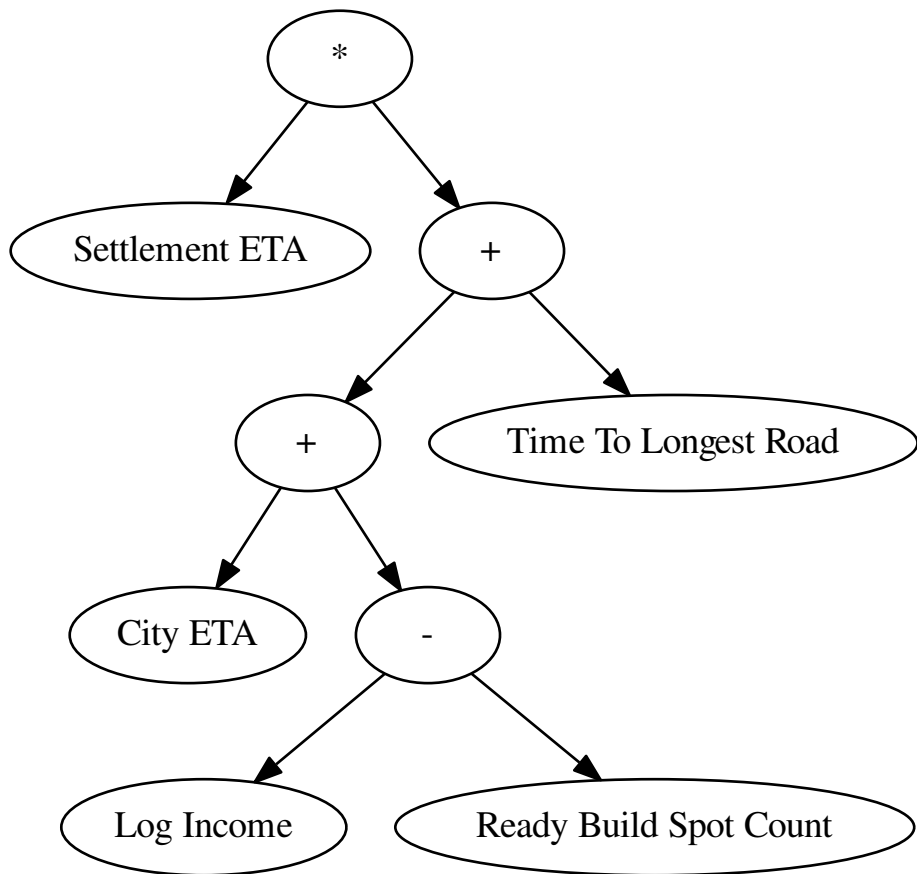 *
Settlement ETA
+
+
Time To Longest Road
City ETA
-
Log Income
Ready Build Spot Count